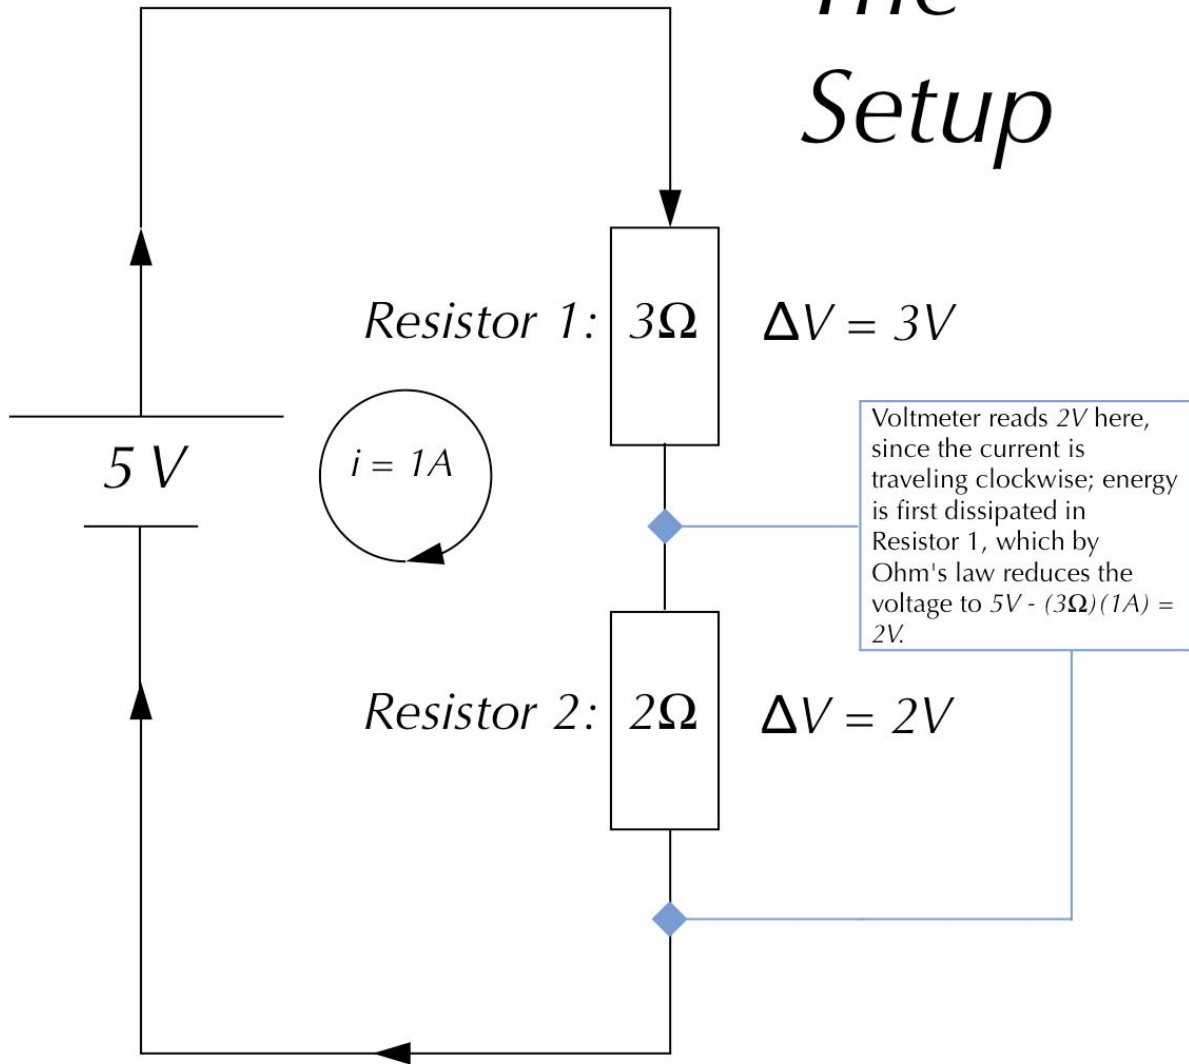 The
Setup
Resistor 1: 3Ω ΔV = 3V
5 V
i = 1A
Voltmeter reads 2V here,
since the current is
traveling clockwise; energy
is first dissipated in
Resistor 1, which by
Ohm's law reduces the
voltage to 5V - (3Ω)(1A) =
2V.
Resistor 2: 2Ω ΔV = 2V